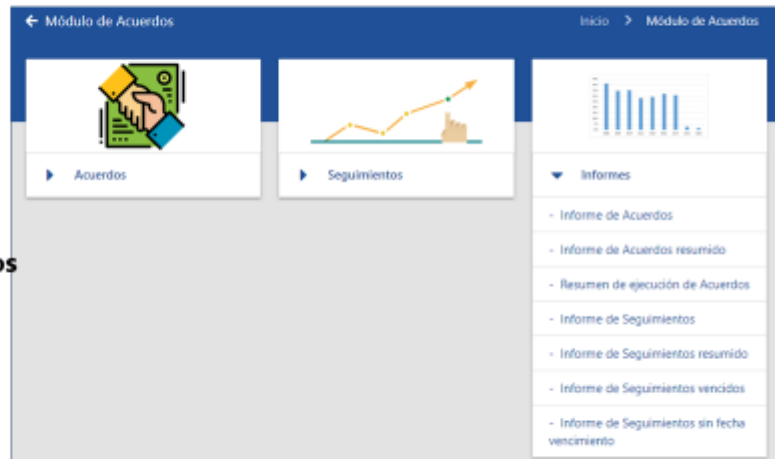 Módulo de Acuerdos
Inicio > Módulo de Acuerdos
Acuerdos
Seguimientos
Informes
- Informe de Acuerdos
- Informe de Acuerdos resumido
- Resumen de ejecución de Acuerdos
- Informe de Seguimientos
- Informe de Seguimientos resumido
- Informe de Seguimientos vencidos
- Informe de Seguimientos sin fecha
vencimiento
os